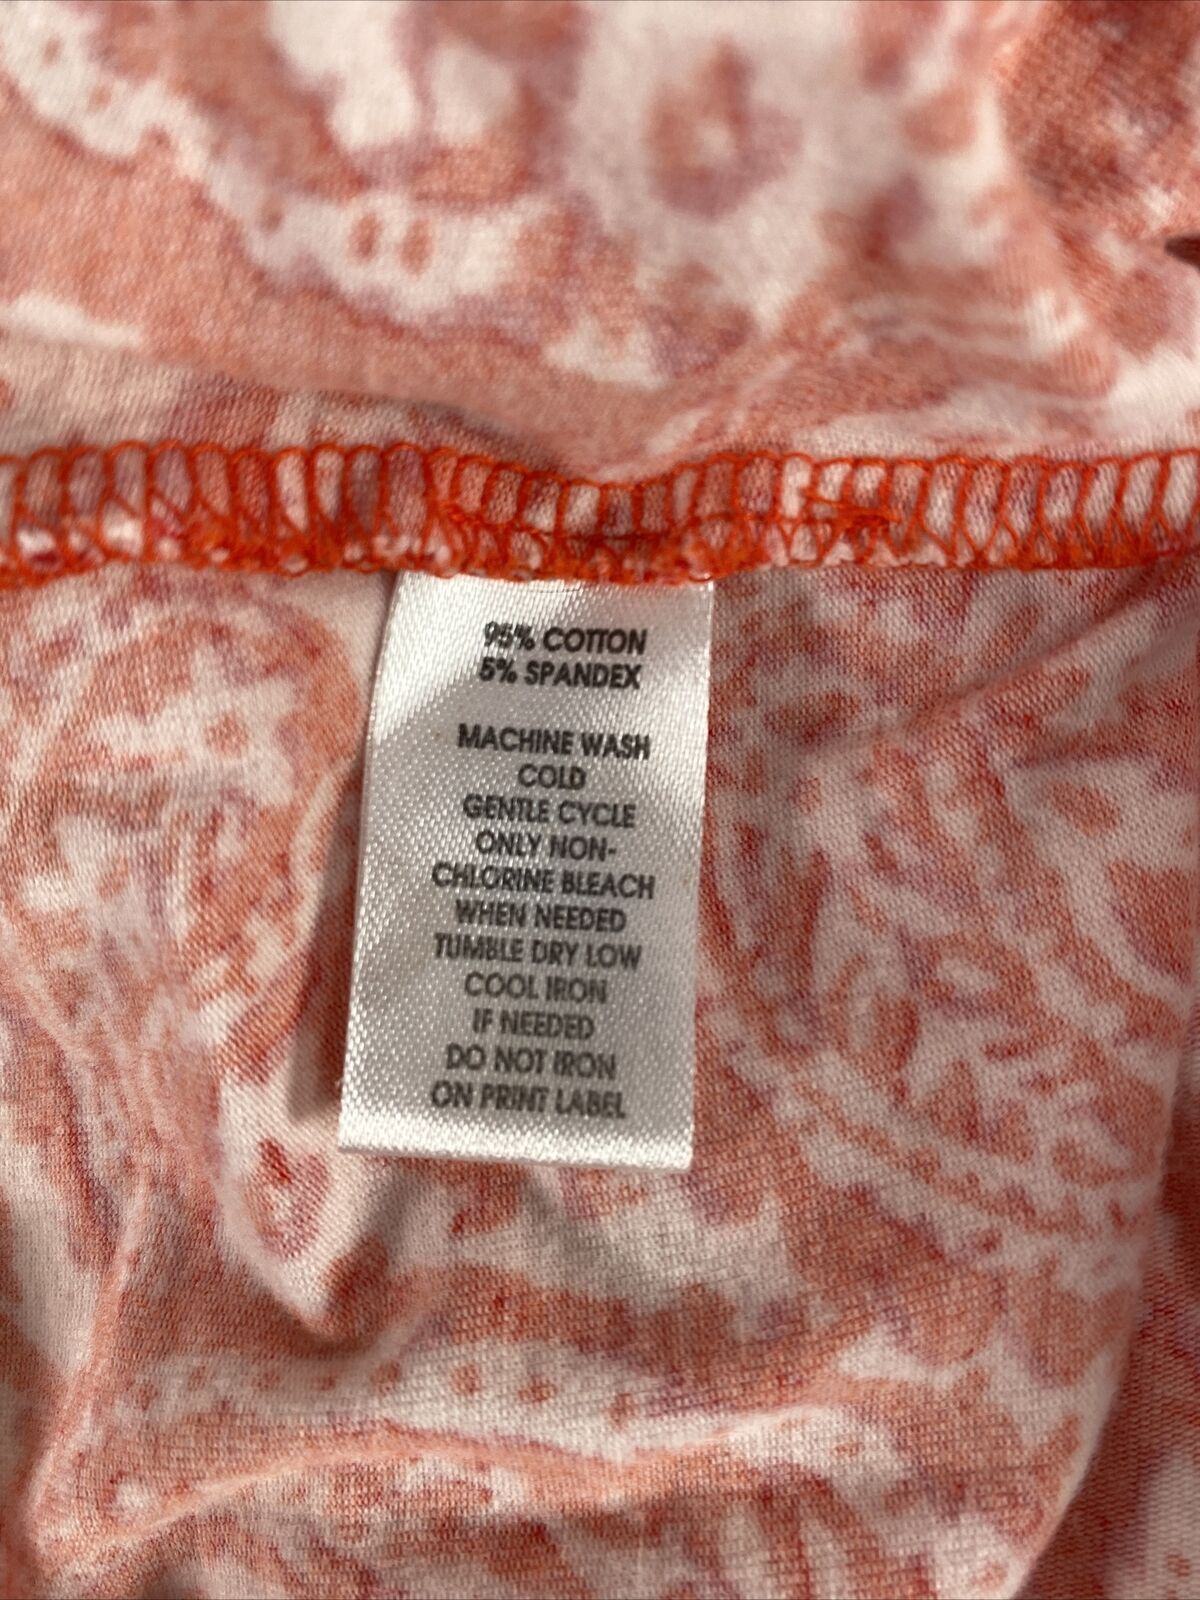 95% COTTON
5% SPANDEX
MACHINE WASH
COLD
GENTLE CYCLE
ONLY NON-
CHLORINE BLEACH
WHEN NEEDED
TUMBLE DRY LOW
COOL IRON
IF NEEDED
DO NOT IRON
ON PRINT LABEL